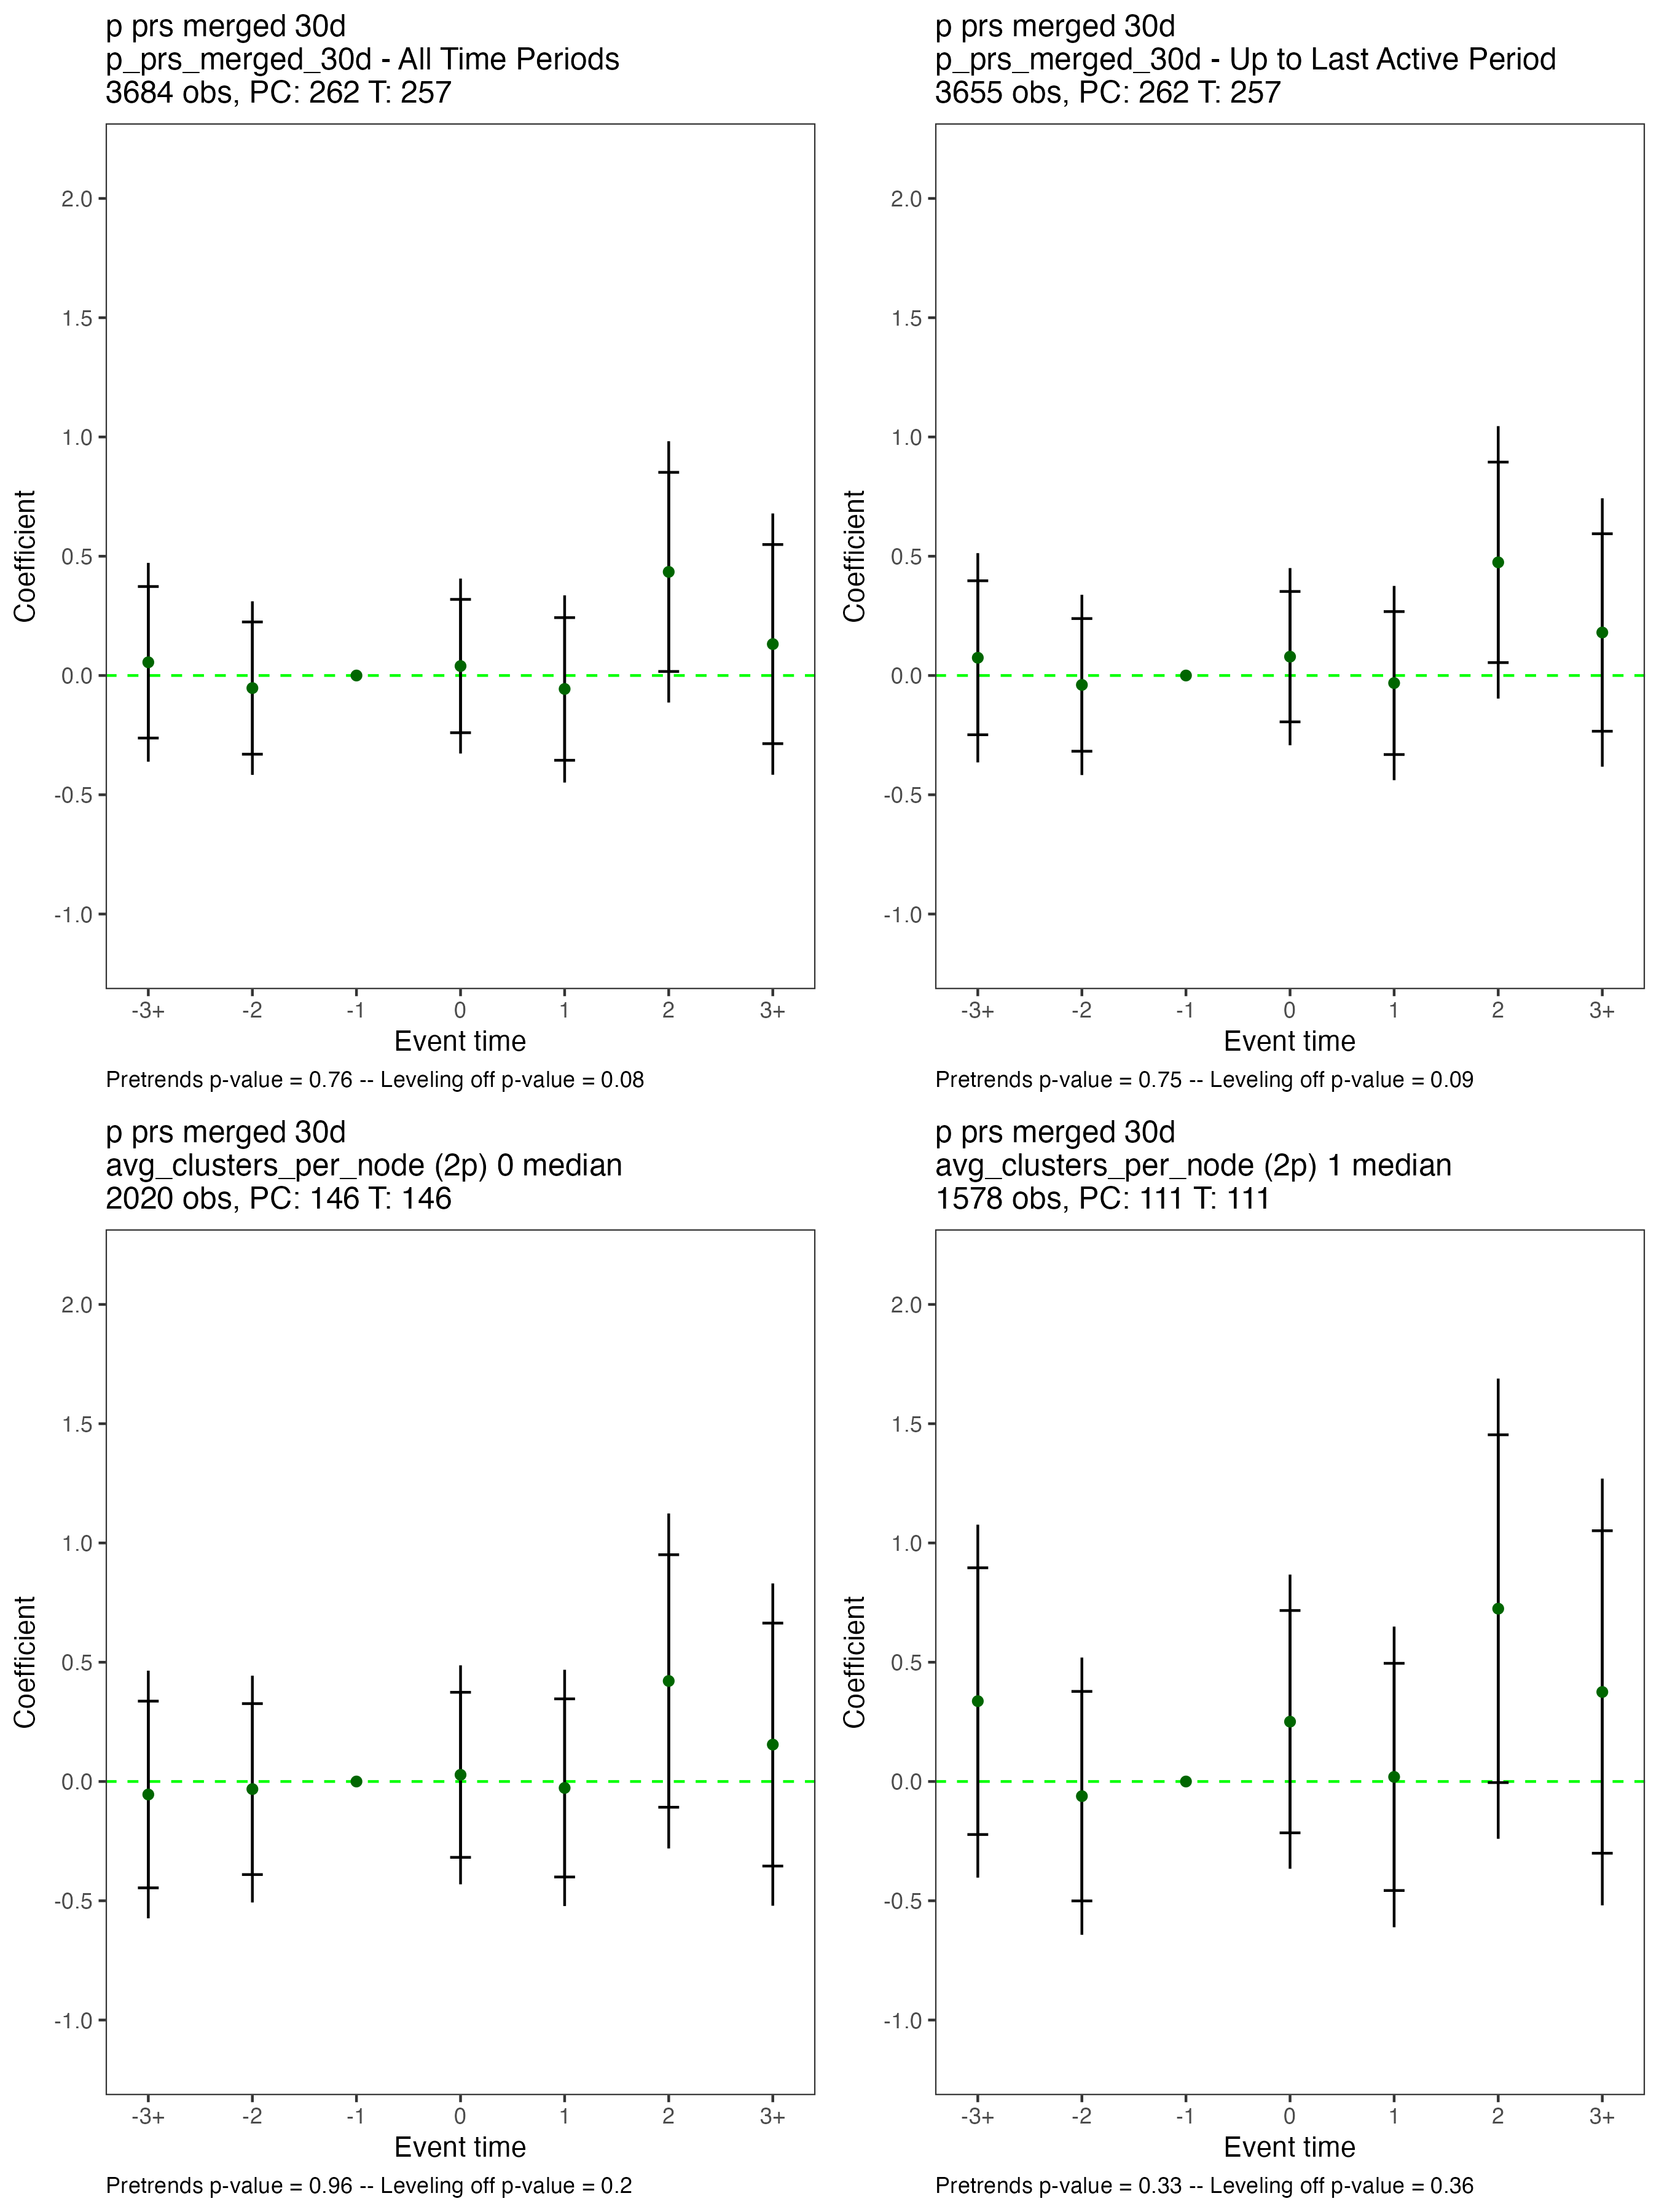 p prs merged 30d
p_prs_merged_30d - All Time Periods
3684 obs, PC: 262 T: 257
2.0
1.5
1.0
0.5
0.0
-0.5
-1.0
Coefficient
-3+ -2 -1 0 1 2 3+
Event time
Pretrends p-value = 0.76 -- Leveling off p-value = 0.08
p prs merged 30d
p_prs_merged_30d - Up to Last Active Period
3655 obs, PC: 262 T: 257
2.0
1.5
1.0
0.5
0.0
-0.5
-1.0
Coefficient
-3+ -2 -1 0 1 2 3+
Event time
Pretrends p-value = 0.75 -- Leveling off p-value = 0.09
p prs merged 30d
avg_clusters_per_node (2p) 0 median
2020 obs, PC: 146 T: 146
2.0
1.5
1.0
0.5
0.0
-0.5
-1.0
Coefficient
-3+ -2 -1 0 1 2 3+
Event time
Pretrends p-value = 0.96 -- Leveling off p-value = 0.2
p prs merged 30d
avg_clusters_per_node (2p) 1 median
1578 obs, PC: 111 T: 111
2.0
1.5
1.0
0.5
0.0
-0.5
-1.0
Coefficient
-3+ -2 -1 0 1 2 3+
Event time
Pretrends p-value = 0.33 -- Leveling off p-value = 0.36